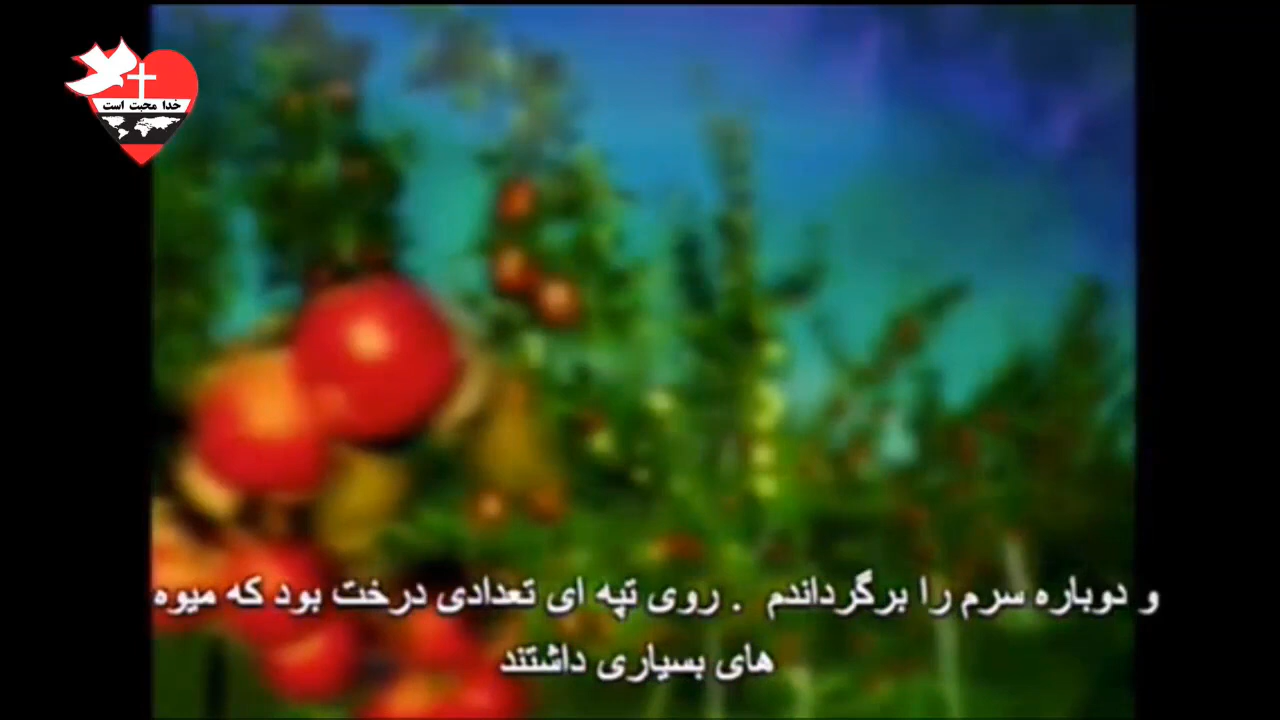 خدا محبت است
و دوباره سرم را برگرداندم . روی تپه ای تعدادی درخت بود که میوه
های بسیاری داشتند